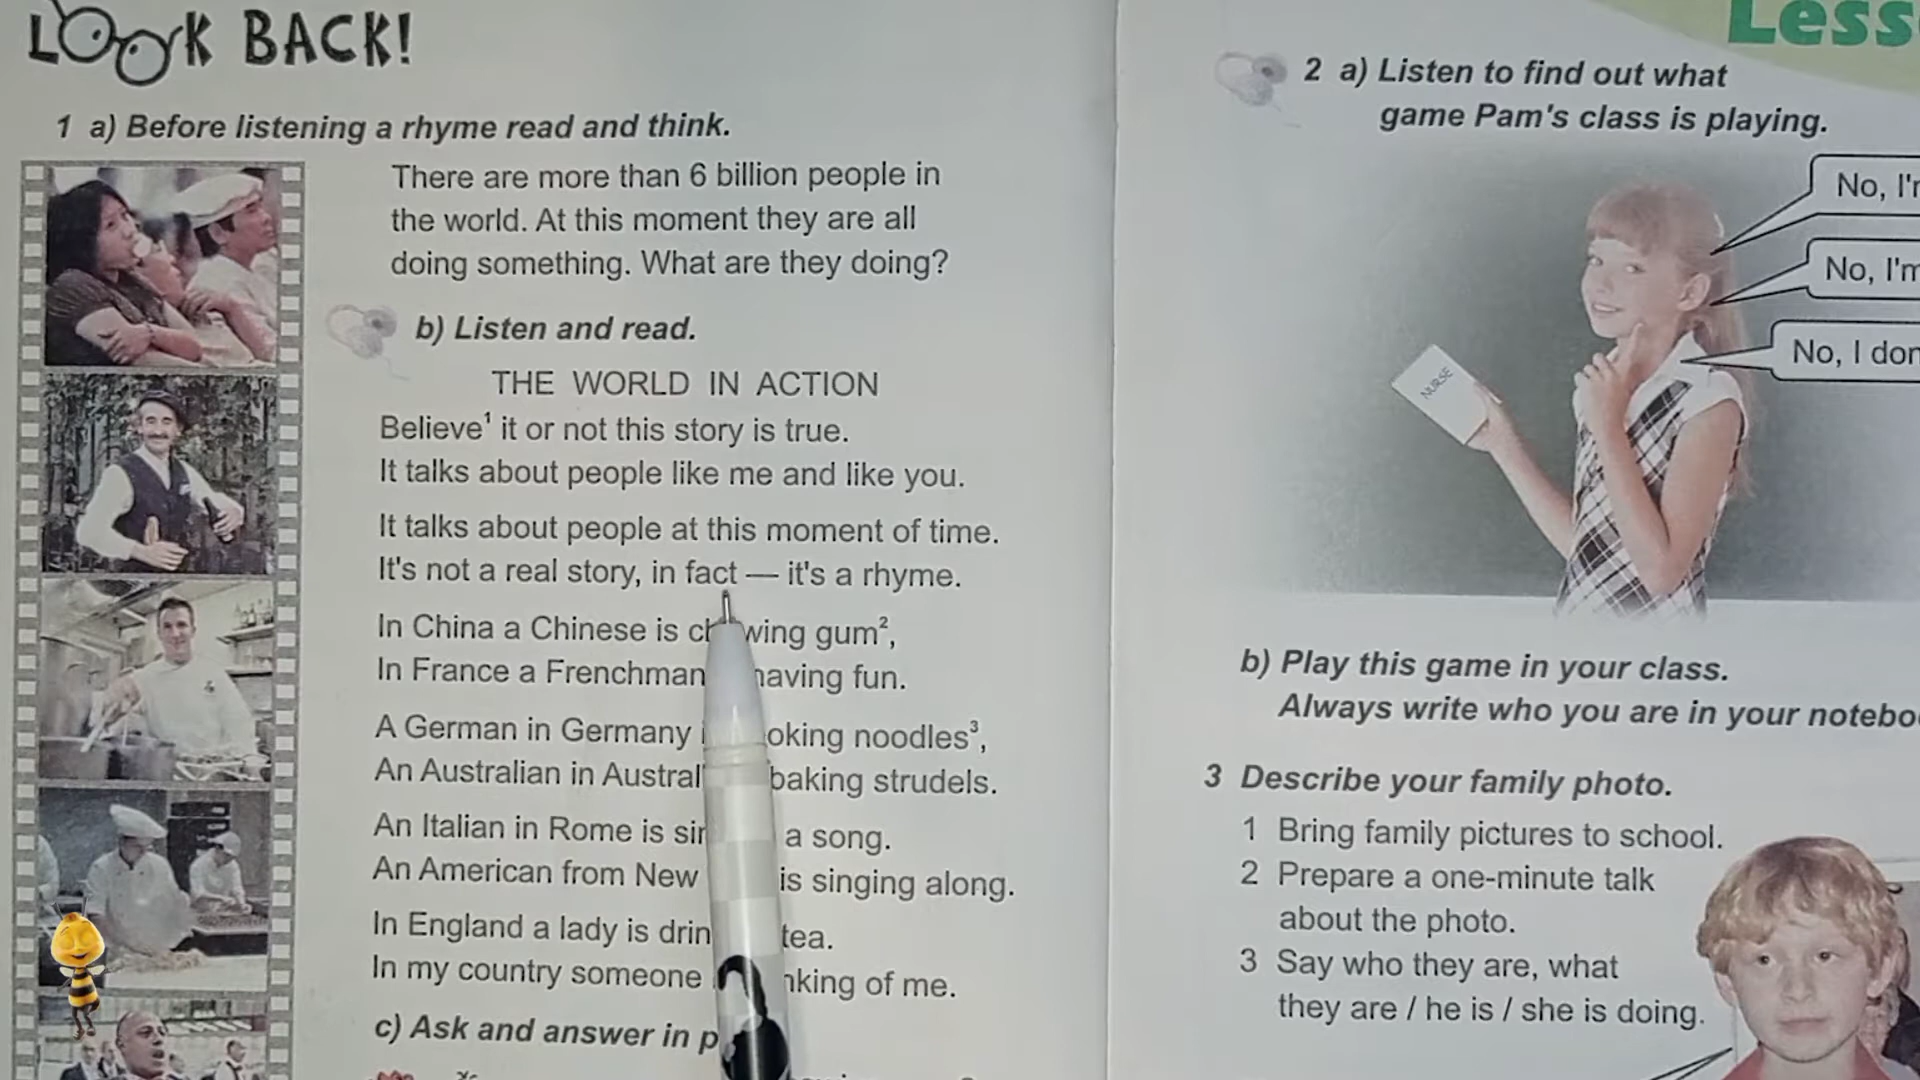 LOOK BACK!
1 a) Before listening a rhyme read and think.
There are more than 6 billion people in
the world. At this moment they are all
doing something. What are they doing?
b) Listen and read.
THE WORLD IN ACTION
Believe¹ it or not this story is true.
It talks about people like me and like you.
It talks about people at this moment of time.
It's not a real story, in fact — it's a rhyme.
In China a Chinese is chewing gum²,
In France a Frenchman having fun.
A German in Germany cooking noodles³,
An Australian in baking strudels.
An Italian in Rome is a song.
An American from New is singing along.
In England a lady is tea.
In my country someone of me.
c) Ask and answer in
Less
2 a) Listen to find out what
game Pam's class is playing.
No,
No, I'm
No, I
NURSE
b) Play this game in your class.
Always write who you are in your
3 Describe your family photo.
1 Bring family pictures to school.
2 Prepare a one-minute talk
about the photo.
3 Say who they are, what
they are / he is / she is doing.